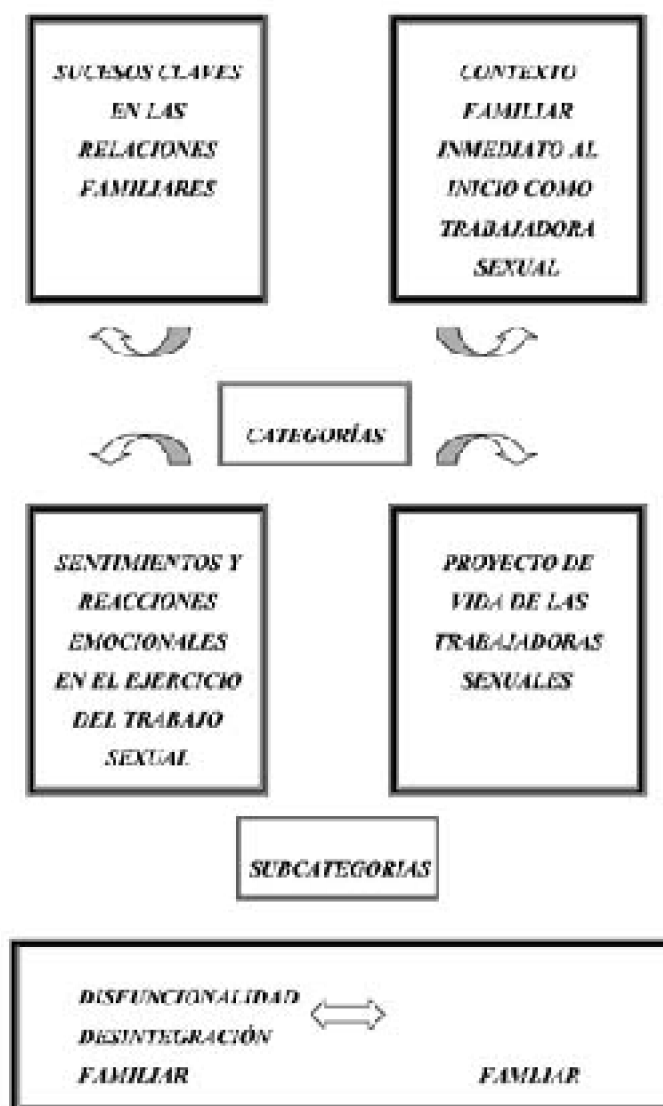 SUCESOS CLAVES
EN LAS
RELACIONES
FAMILIARES
CONTEXTO
FAMILIAR
INMEDIATO AL
INICIO COMO
TRABAJADORA
SEXUAL
CATEGORÍAS
SENTIMIENTOS Y
REACCIONES
EMOCIONALES
EN EL EJERCICIO
DEL TRABAJO
SEXUAL
PROYECTO DE
VIDA DE LAS
TRABAJADORAS
SEXUALES
SUBCATEGORIAS
DISFUNCIONALIDAD
DESINTEGRACIÓN
FAMILIAR FAMLIAR